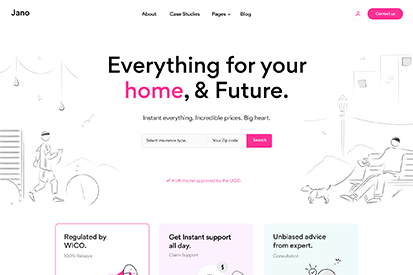 Jano
About Case Studies Pages Blog
Contact us
Everything for your
home, & Future.
Instant everything. Incredible prices. Big heart.
Select insurance type.
Your Zip code
Search
A UK Insurer approved by the
Regulated by
WiCO.
100% Reliable
Get Instant support
all day.
Claim Support
Unbiased advice
from expert.
Consultation
$